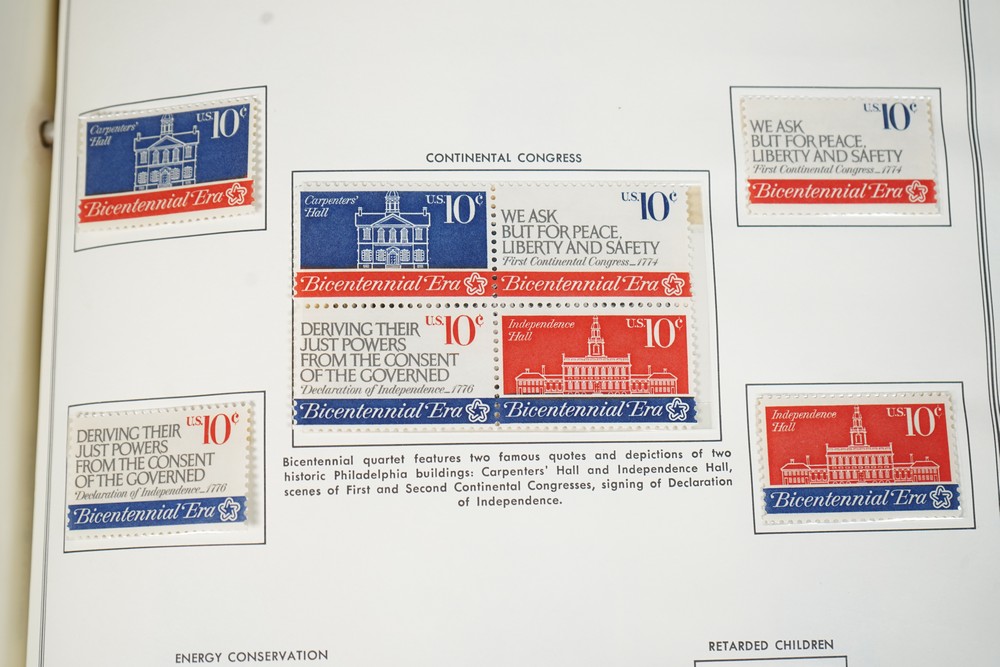 Carpenters'
Hall
U.S. 10c
Bicentennial Era
U.S. 10c
WE ASK
BUT FOR PEACE,
LIBERTY AND SAFETY
First Continental Congress—1774
Bicentennial Era
CONTINENTAL CONGRESS
Carpenters'
Hall
U.S. 10c
Bicentennial Era
U.S. 10c
WE ASK
BUT FOR PEACE,
LIBERTY AND SAFETY
First Continental Congress—1774
Bicentennial Era
U.S. 10c
DERIVING THEIR
JUST POWERS
FROM THE CONSENT
OF THE GOVERNED
Declaration of Independence—1776
Bicentennial Era
Independence
Hall
U.S. 10c
Bicentennial Era
U.S. 10c
DERIVING THEIR
JUST POWERS
FROM THE CONSENT
OF THE GOVERNED
Declaration of Independence—1776
Bicentennial Era
Independence
Hall
U.S. 10c
Bicentennial Era
Bicentennial quartet features two famous quotes and depictions of two
historic Philadelphia buildings: Carpenters' Hall and Independence Hall,
scenes of First and Second Continental Congresses, signing of Declaration
of Independence.
ENERGY CONSERVATION
RETARDED CHILDREN